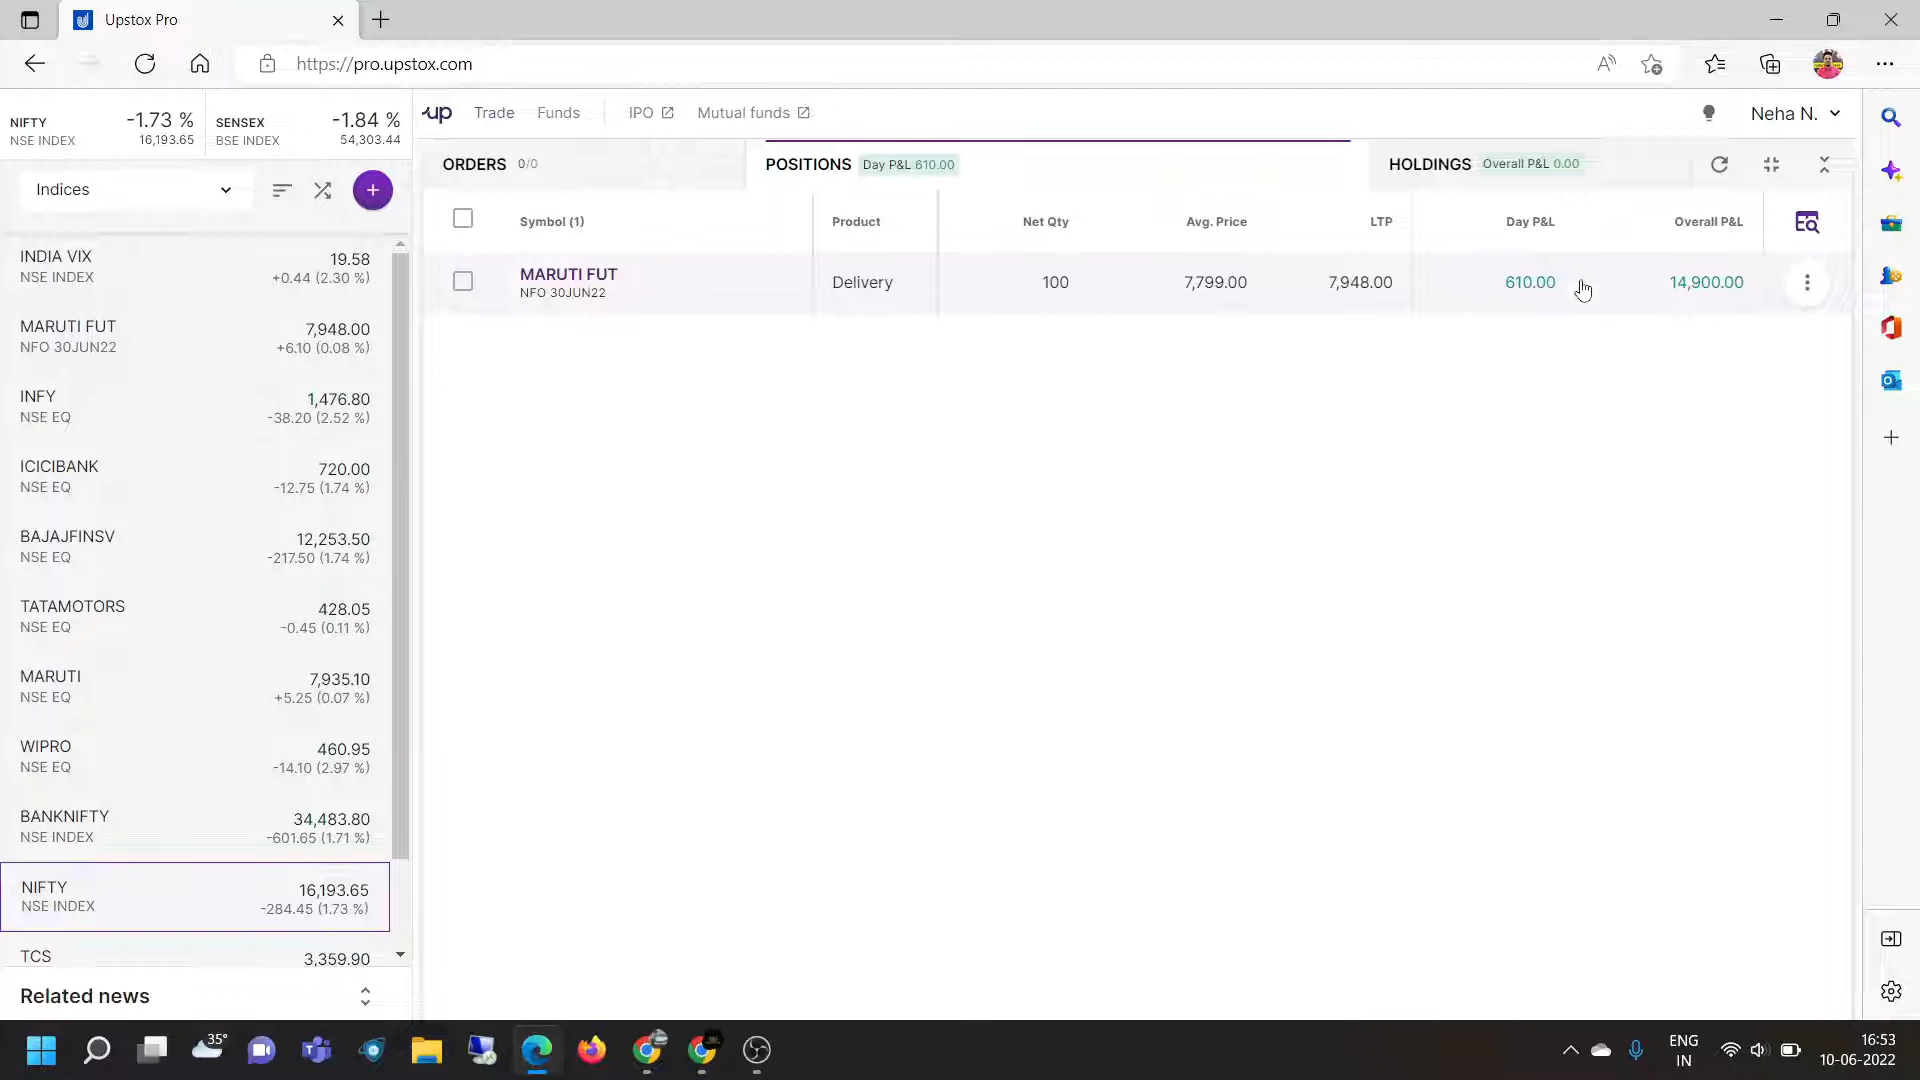 Upstox Pro
https://pro.upstox.com
NIFTY -1.73 %
NSE INDEX 16,193.65
SENSEX -1.84 %
BSE INDEX 54,303.44
up Trade Funds IPO Mutual funds
Neha N.
Indices
ORDERS 0/0
POSITIONS Day P&L 610.00
HOLDINGS Overall P&L 0.00
Symbol (1) Product Net Qty Avg. Price LTP Day P&L Overall P&L
MARUTI FUT Delivery 100 7,799.00 7,948.00 610.00 14,900.00
NFO 30JUN22
INDIA VIX 19.58
NSE INDEX +0.44 (2.30 %)
MARUTI FUT 7,948.00
NFO 30JUN22 +6.10 (0.08 %)
INFY 1,476.80
NSE EQ -38.20 (2.52 %)
ICICIBANK 720.00
NSE EQ -12.75 (1.74 %)
BAJAJFINSV 12,253.50
NSE EQ -217.50 (1.74 %)
TATAMOTORS 428.05
NSE EQ -0.45 (0.11 %)
MARUTI 7,935.10
NSE EQ +5.25 (0.07 %)
WIPRO 460.95
NSE EQ -14.10 (2.97 %)
BANKNIFTY 34,483.80
NSE INDEX -601.65 (1.71 %)
NIFTY 16,193.65
NSE INDEX -284.45 (1.73 %)
TCS 3,359.90
Related news
35°
ENG
IN
16:53
10-06-2022